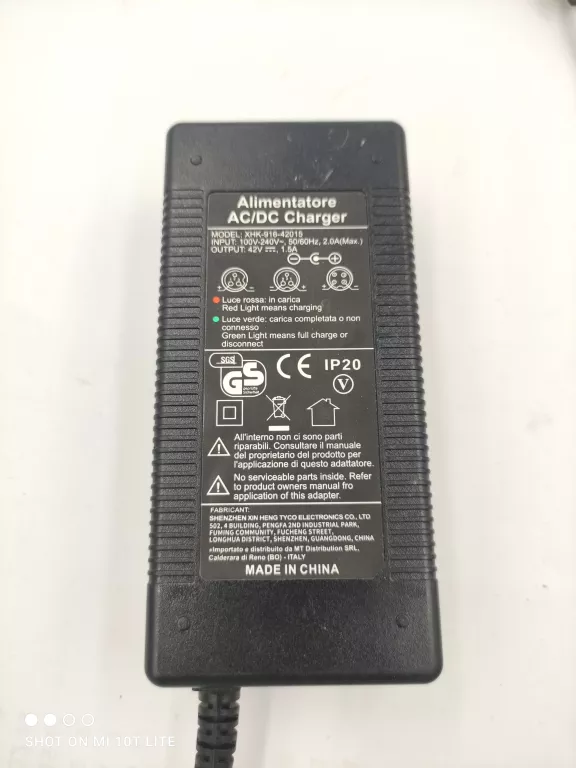 Alimentatore
AC/DC Charger
MODEL: XHK-916-42015
INPUT: 100V-240V~, 50/60Hz, 2.0A(Max.)
OUTPUT: 42V ⎓, 1.5A
- +
- + - + - +
Luce rossa: in carica
Red Light means charging
Luce verde: carica completata o non
connesso
Green Light means full charge or
disconnect
SGS
GS
CE IP20
V
All'interno non ci sono parti
riparabili. Consultare il manuale
del proprietario del prodotto per
l'applicazione di questo adattatore.
No serviceable parts inside. Refer
to product owners manual fro
application of this adapter.
FABRICANT:
SHENZHEN XIN HENG TYCO ELECTRONICS CO., LTD
502, 4 BUILDING, PENGFA 2ND INDUSTRIAL PARK,
FUMING COMMUNITY, FUCHENG STREET,
LONGHUA DISTRICT, SHENZHEN, GUANGDONG, CHINA
»Importato e distribuito da MT Distribution SRL,
Calderara di Reno (BO) - ITALY
MADE IN CHINA
SHOT ON MI 10T LITE